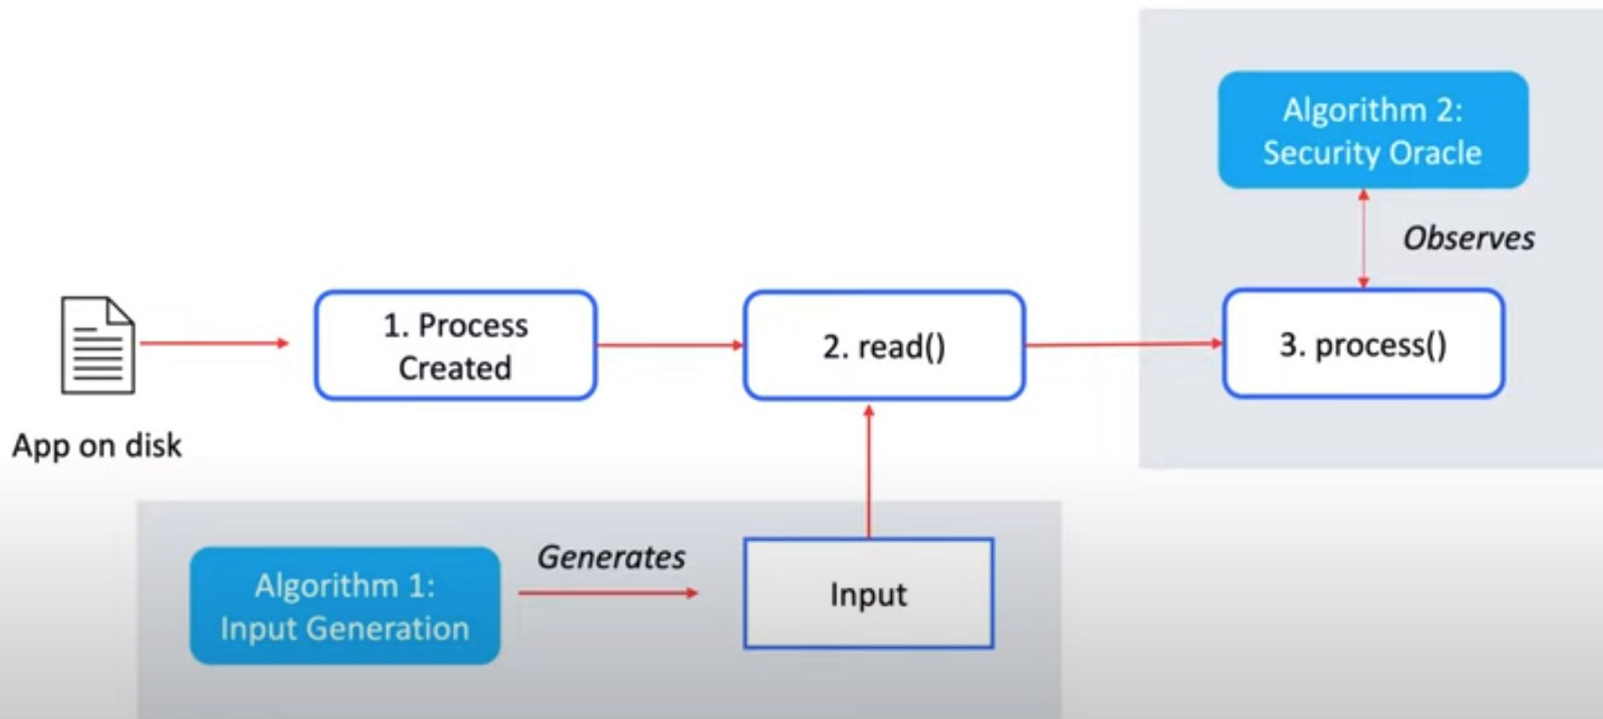 Algorithm 2:
Security Oracle
Observes
1. Process
Created
2. read()
3. process()
App on disk
Generates
Algorithm 1:
Input Generation
Input